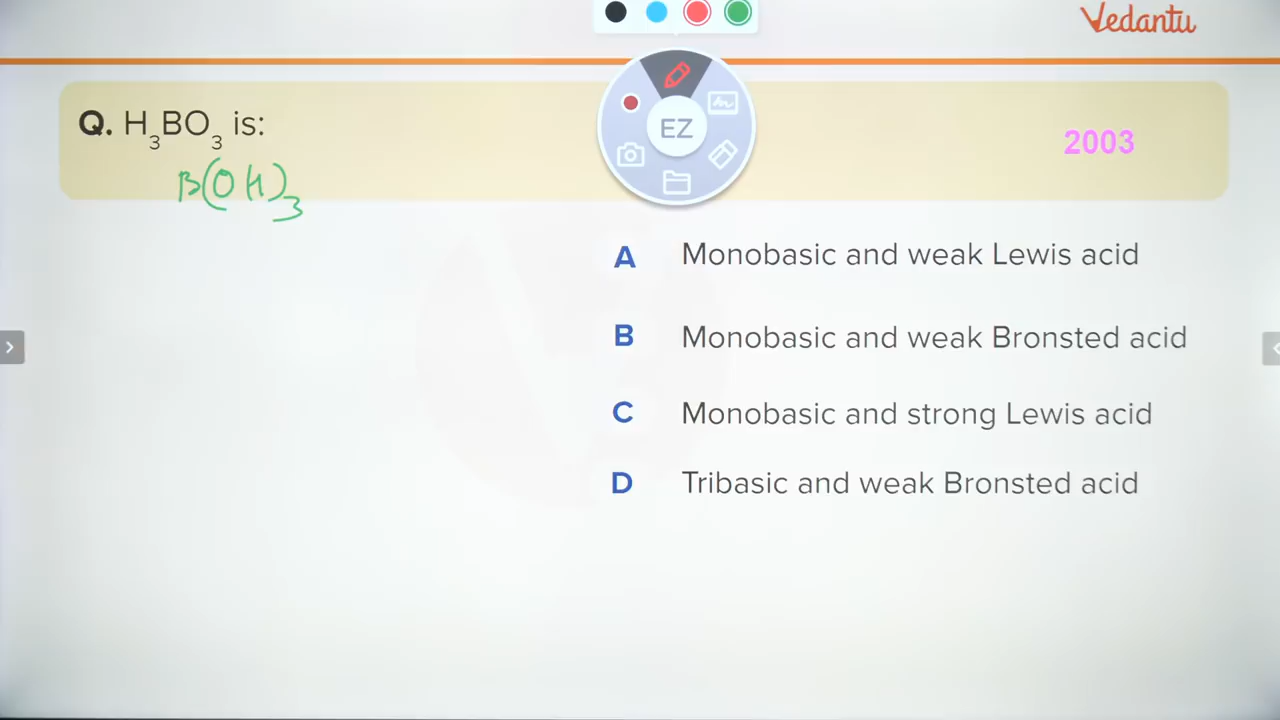 Vedantu
Q. H₃BO₃ is:
2003
B(OH)₃
EZ
A Monobasic and weak Lewis acid
B Monobasic and weak Bronsted acid
C Monobasic and strong Lewis acid
D Tribasic and weak Bronsted acid